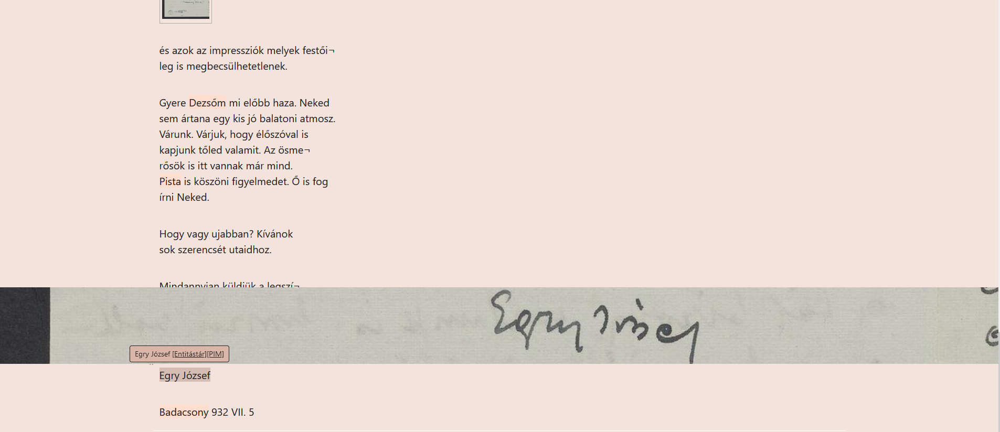 és azok az impressziók melyek festői¬
leg is megbecsülhetetlenek.
Gyere Dezsőm mi előbb haza. Neked
sem ártana egy kis jó balatoni atmosz.
Várunk. Várjuk, hogy élőszóval is
kapjunk tőled valamit. Az ösme¬
rősök is itt vannak már mind.
Pista is köszöni figyelmedet. Ő is fog
írni Neked.
Hogy vagy ujabban? Kívánok
sok szerencsét utaidhoz.
Mindannyian küldjük a legszí¬
Egry József
Egry József [Entitástár][PIM]
Egry József
Badacsony 932 VII. 5